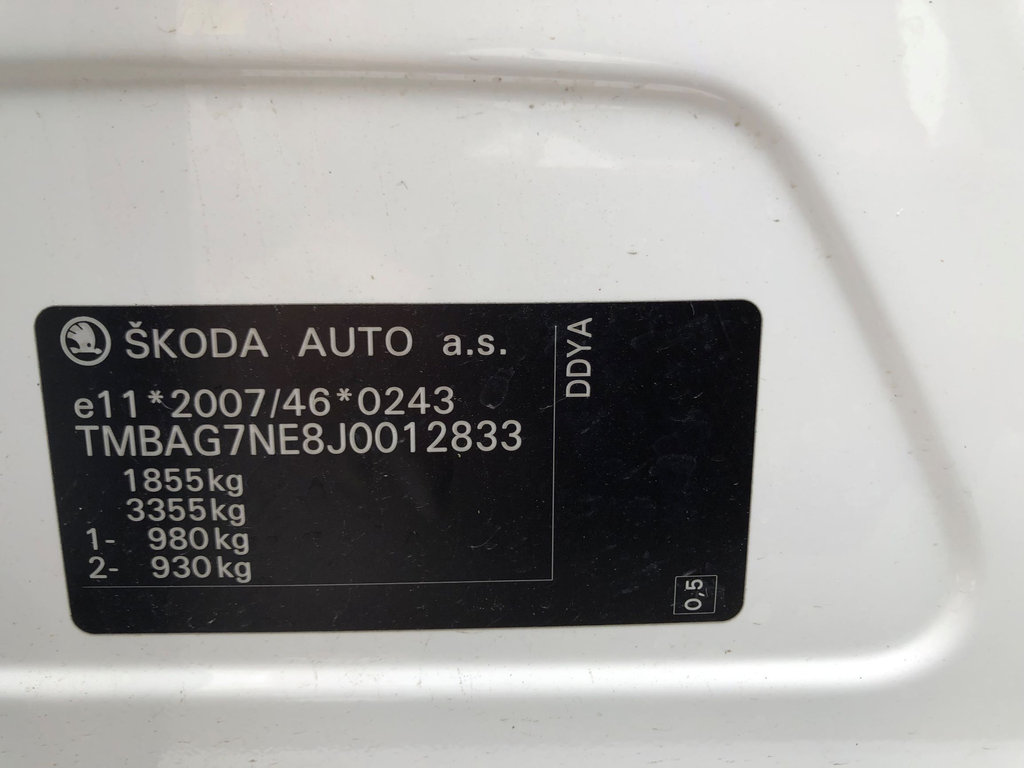 ŠKODA AUTO a.s.
e11*2007/46*0243
TMBAG7NE8J0012833
1855kg
3355kg
1- 980kg
2- 930kg
DDYA
0,5